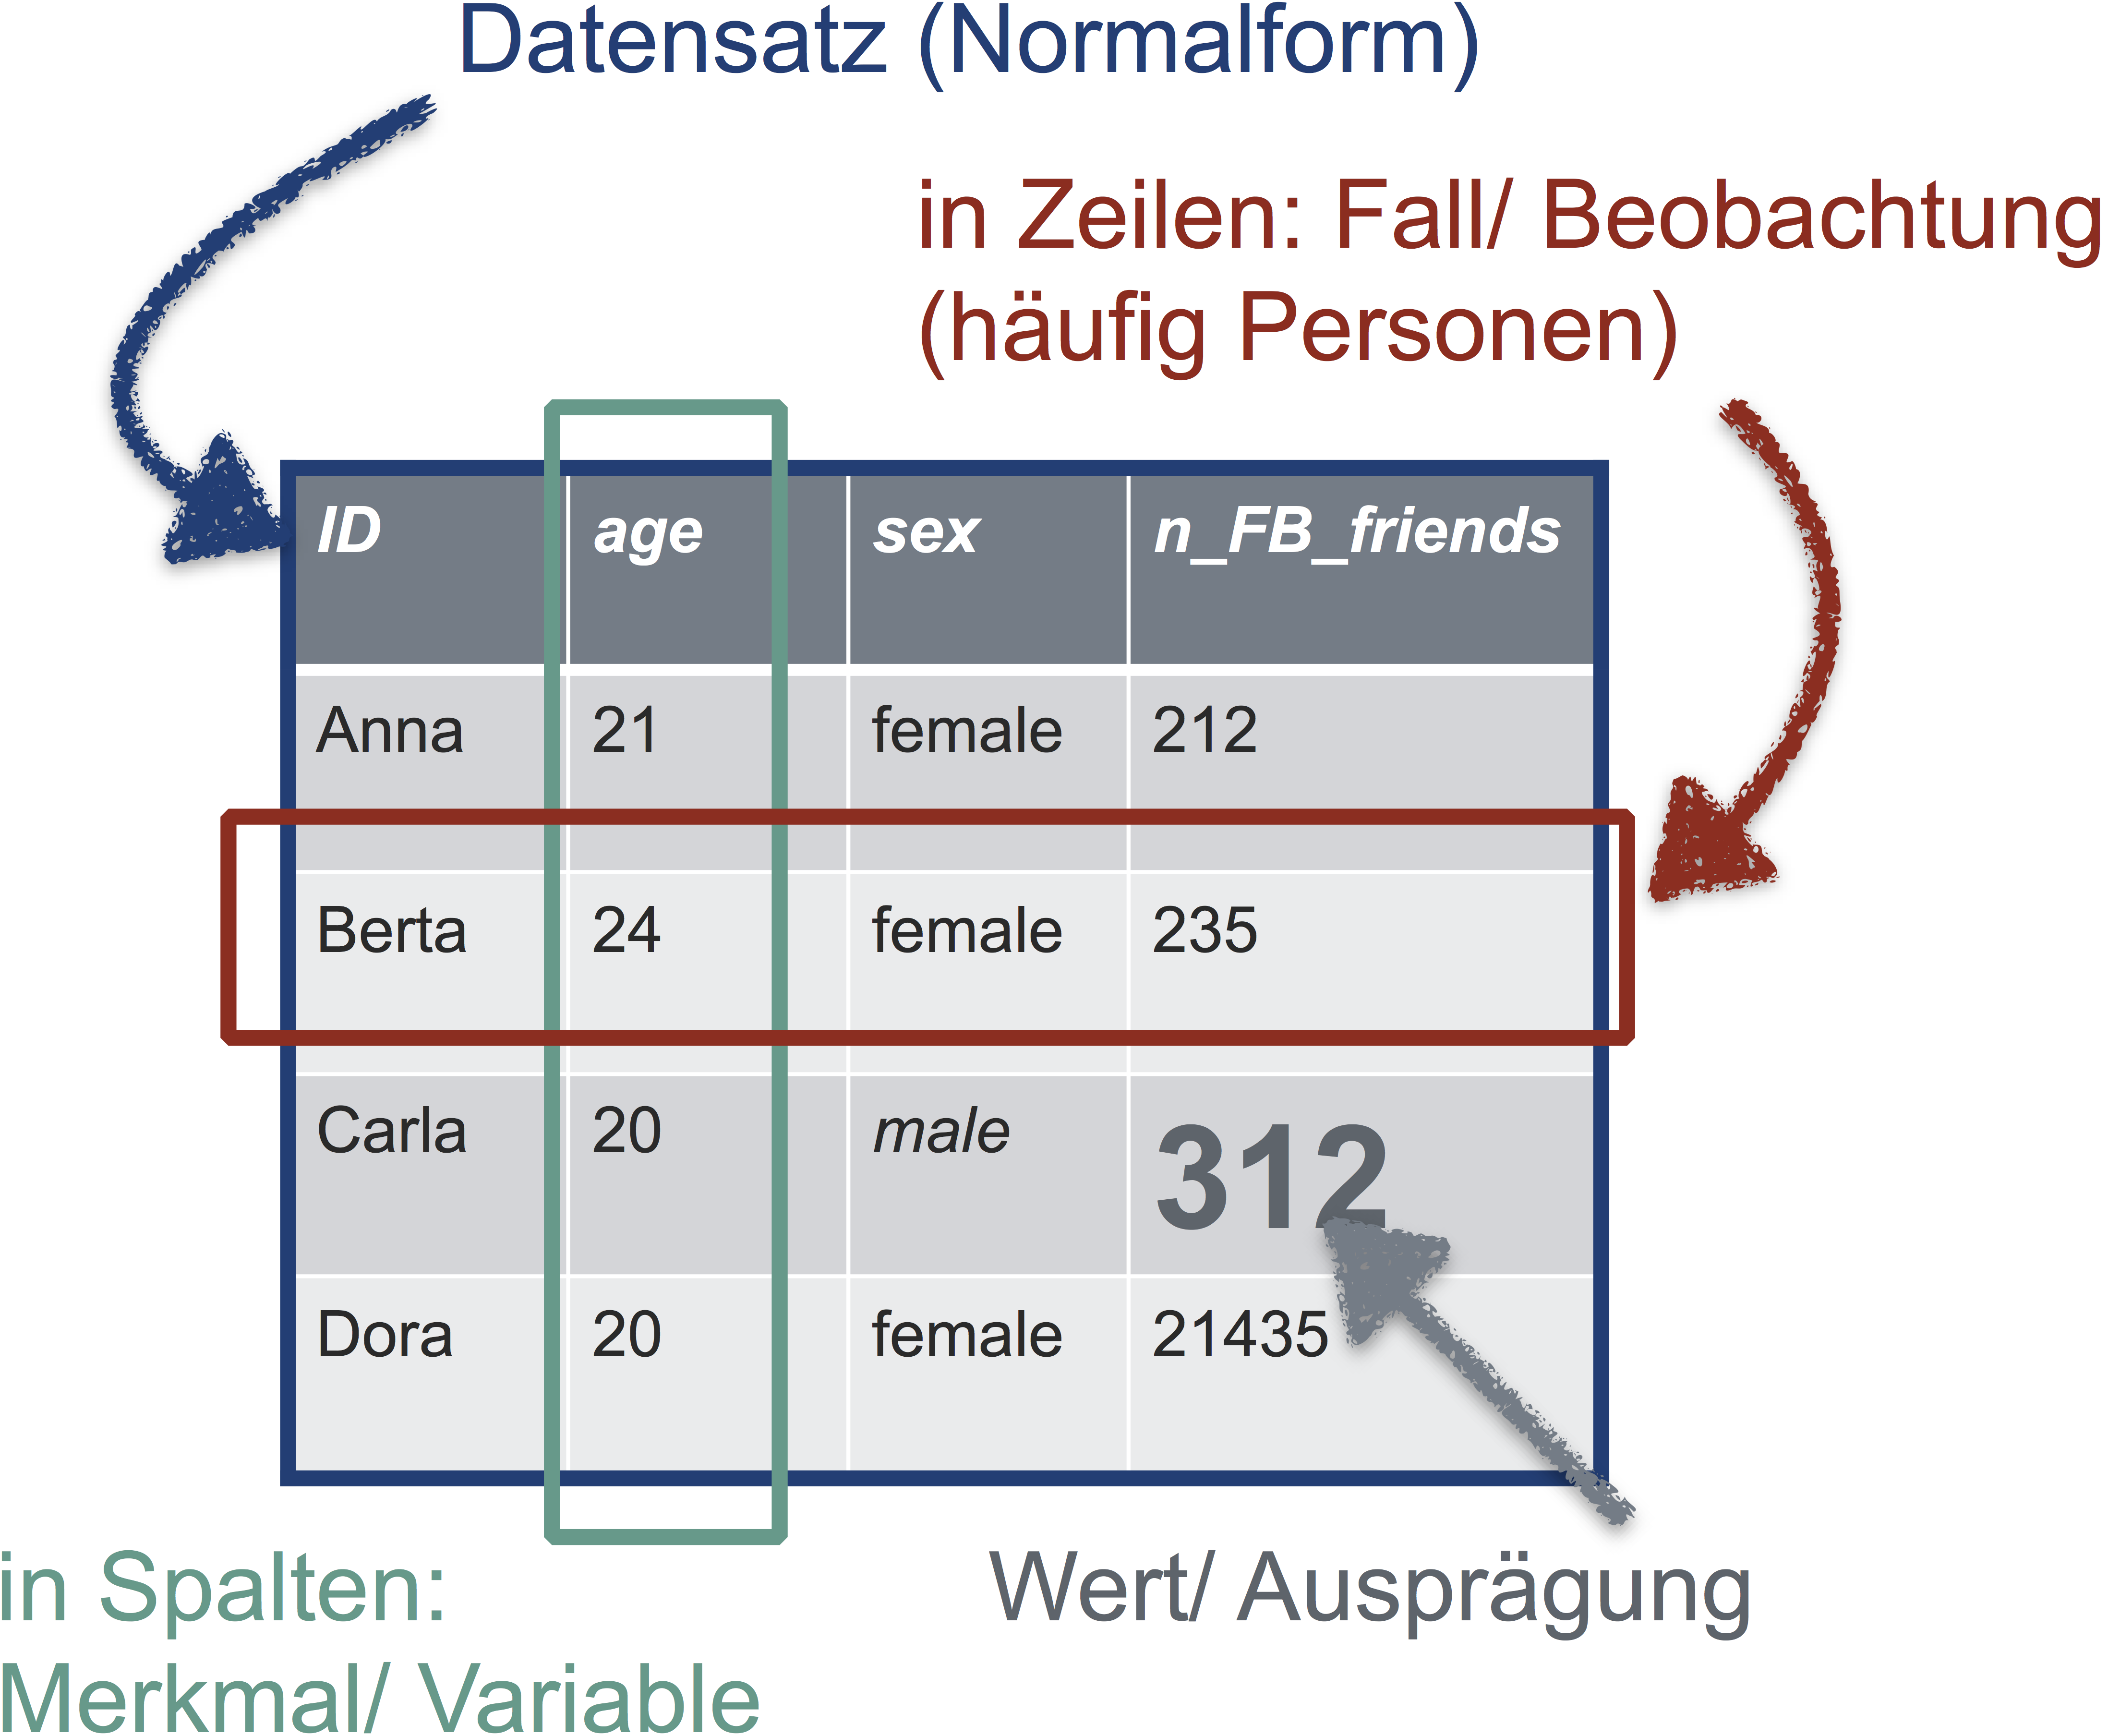 Datensatz (Normalform)
in Zeilen: Fall/ Beobachtung
(häufig Personen)
ID age sex n_FB_friends
Anna 21 female 212
Berta 24 female 235
Carla 20 male 312
Dora 20 female 21435
in Spalten:
Merkmal/ Variable
Wert/ Ausprägung